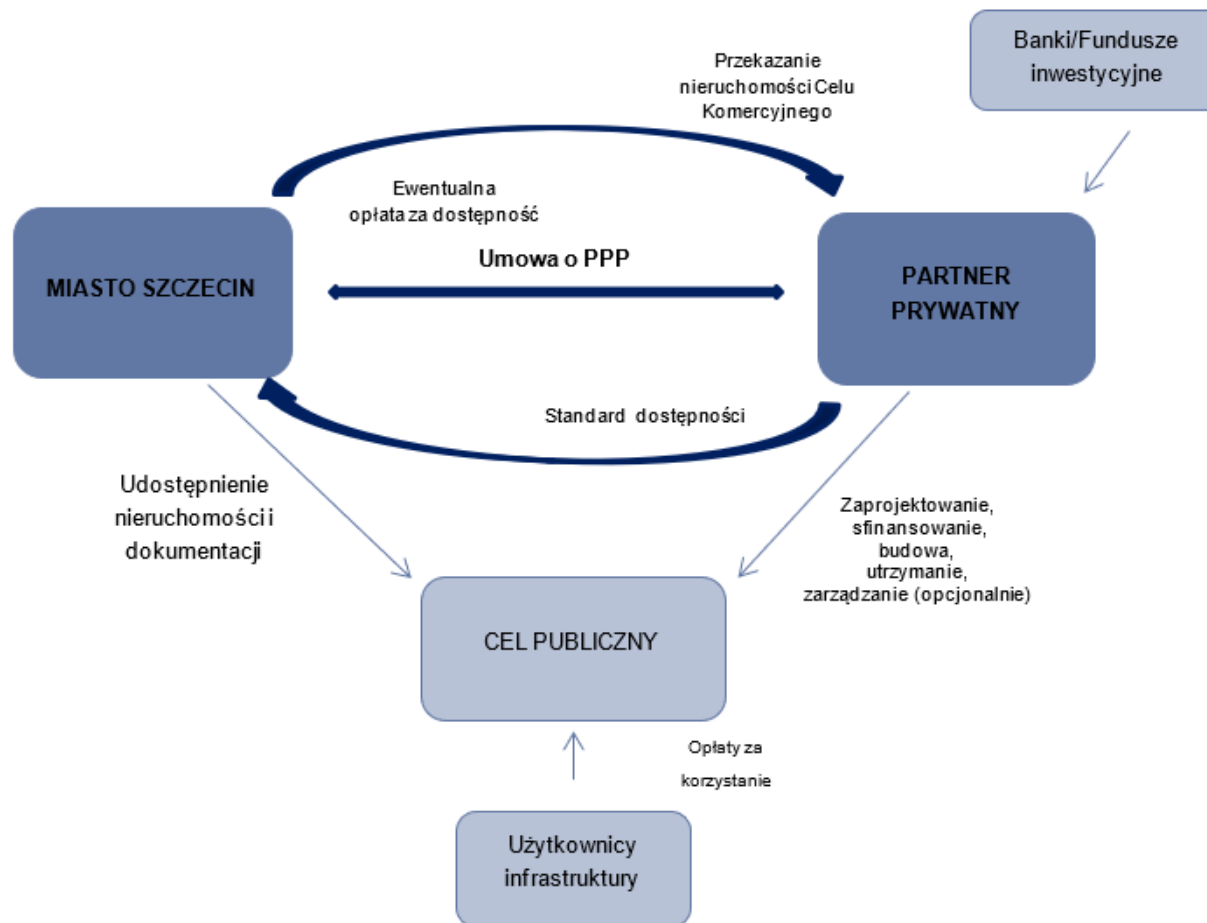 Banki/Fundusze
inwestycyjne
Przekazanie
nieruchomości Celu
Komercyjnego
Ewentualna
opłata za dostępność
Umowa o PPP
MIASTO SZCZECIN
PARTNER
PRYWATNY
Standard dostępności
Udostępnienie
nieruchomości i
dokumentacji
Zaprojektowanie,
sfinansowanie,
budowa,
utrzymanie,
zarządzanie (opcjonalnie)
CEL PUBLICZNY
Opłaty za
korzystanie
Użytkownicy
infrastruktury